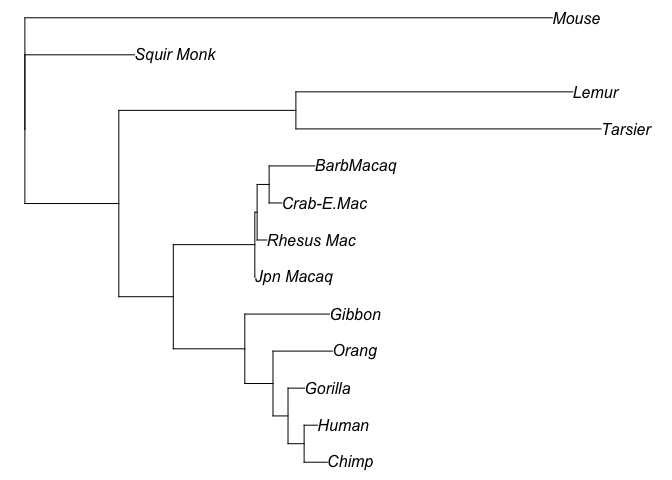 Mouse
Squir Monk
Lemur
Tarsier
BarbMacaq
Crab-E.Mac
Rhesus Mac
Jpn Macaq
Gibbon
Orang
Gorilla
Human
Chimp